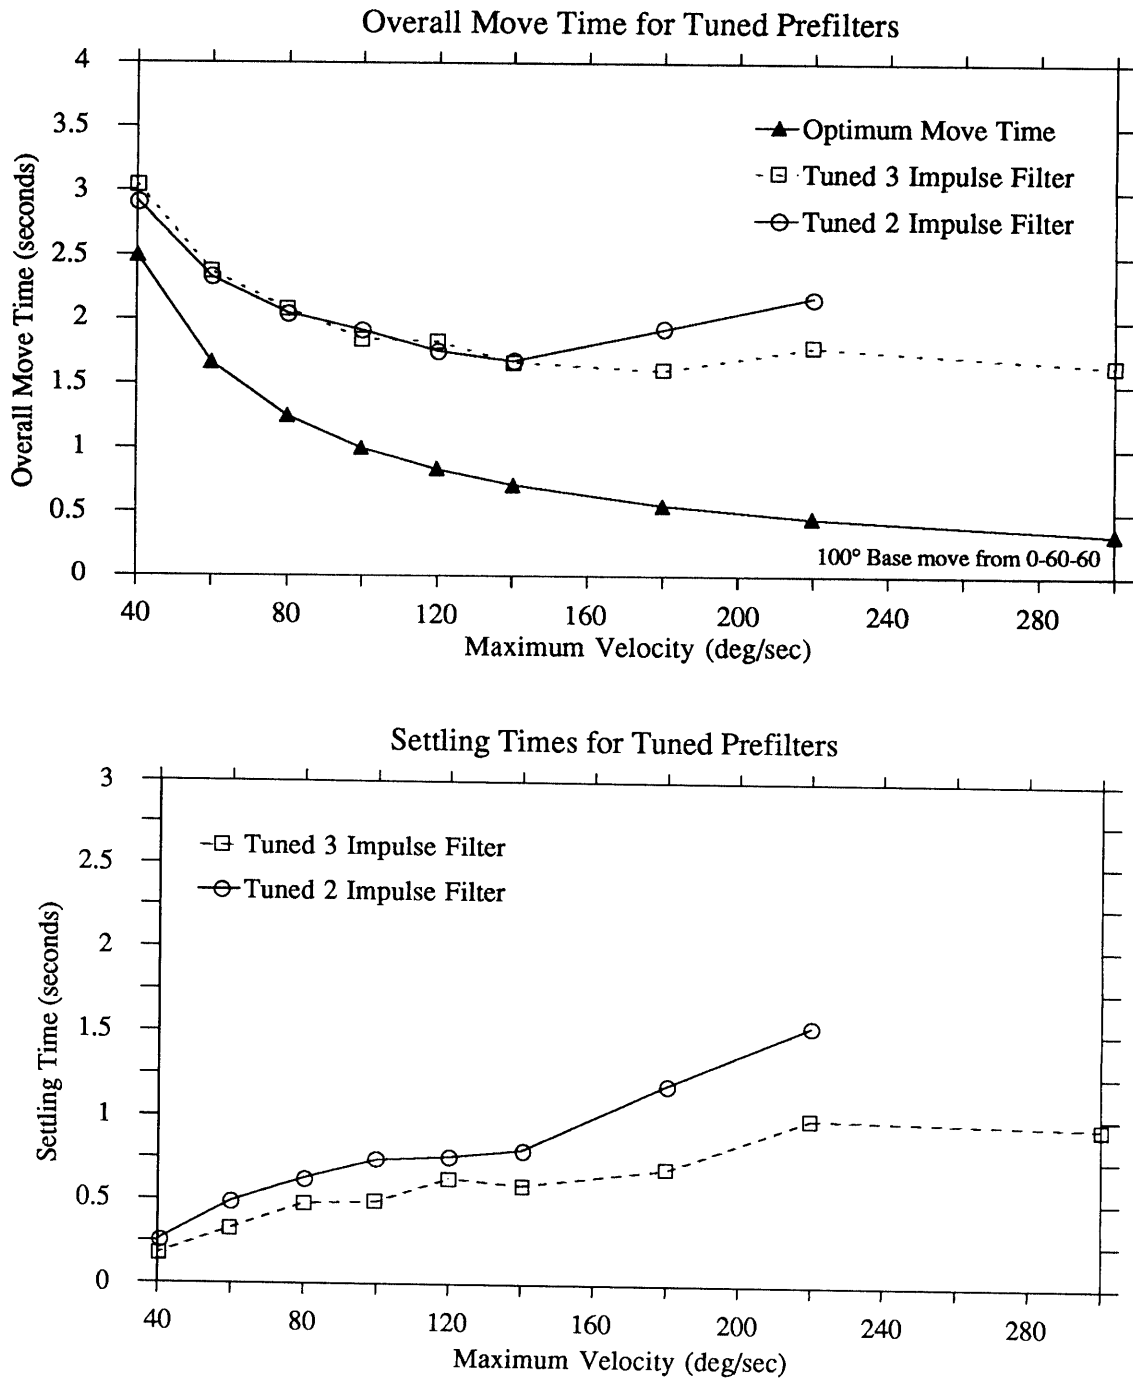 Overall Move Time for Tuned Prefilters
4
3.5
3
2.5
2
1.5
1
0.5
0
Overall Move Time (seconds)
Optimum Move Time
Tuned 3 Impulse Filter
Tuned 2 Impulse Filter
100° Base move from 0-60-60
40 80 120 160 200 240 280
Maximum Velocity (deg/sec)
Settling Times for Tuned Prefilters
3
2.5
2
1.5
1
0.5
0
Settling Time (seconds)
Tuned 3 Impulse Filter
Tuned 2 Impulse Filter
40 80 120 160 200 240 280
Maximum Velocity (deg/sec)